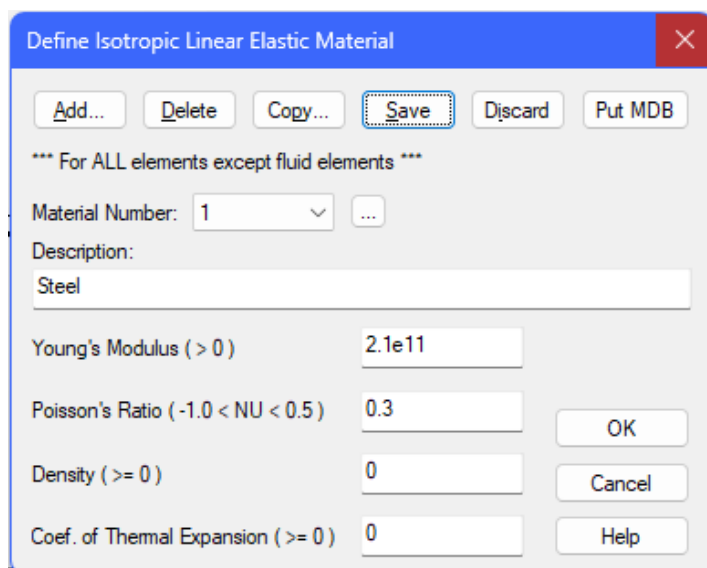 Define Isotropic Linear Elastic Material
Add... Delete Copy... Save Discard Put MDB
*** For ALL elements except fluid elements ***
Material Number: 1 ...
Description:
Steel
Young's Modulus ( > 0 ) 2.1e11
Poisson's Ratio ( -1.0 < NU < 0.5 ) 0.3
OK
Density ( >= 0 ) 0
Cancel
Coef. of Thermal Expansion ( >= 0 ) 0
Help